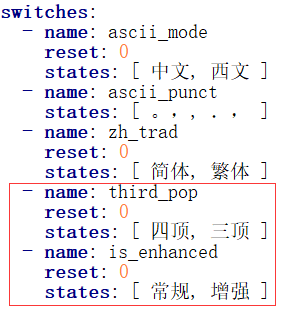 switches:
- name: ascii_mode
reset: 0
states: [ 中文, 西文 ]
- name: ascii_punct
states: [ 。，, ．， ]
- name: zh_trad
reset: 0
states: [ 简体, 繁体 ]
- name: third_pop
reset: 0
states: [ 四顶, 三顶 ]
- name: is_enhanced
reset: 0
states: [ 常规, 增强 ]